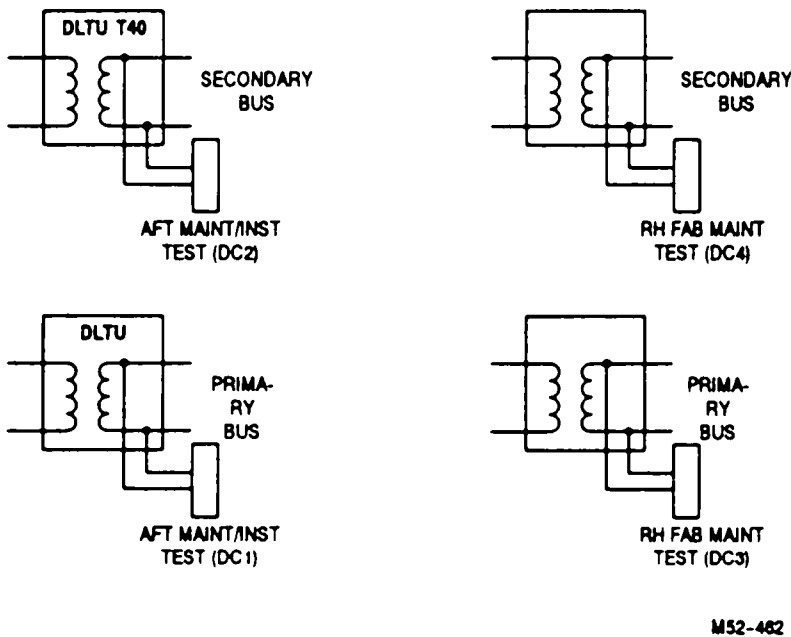 DLTU T40
SECONDARY
BUS
AFT MAINT/INST
TEST (DC2)
SECONDARY
BUS
RH FAB MAINT
TEST (DC4)
DLTU
PRIMA-
RY
BUS
AFT MAINT/INST
TEST (DC1)
PRIMA-
RY
BUS
RH FAB MAINT
TEST (DC3)
M52-462